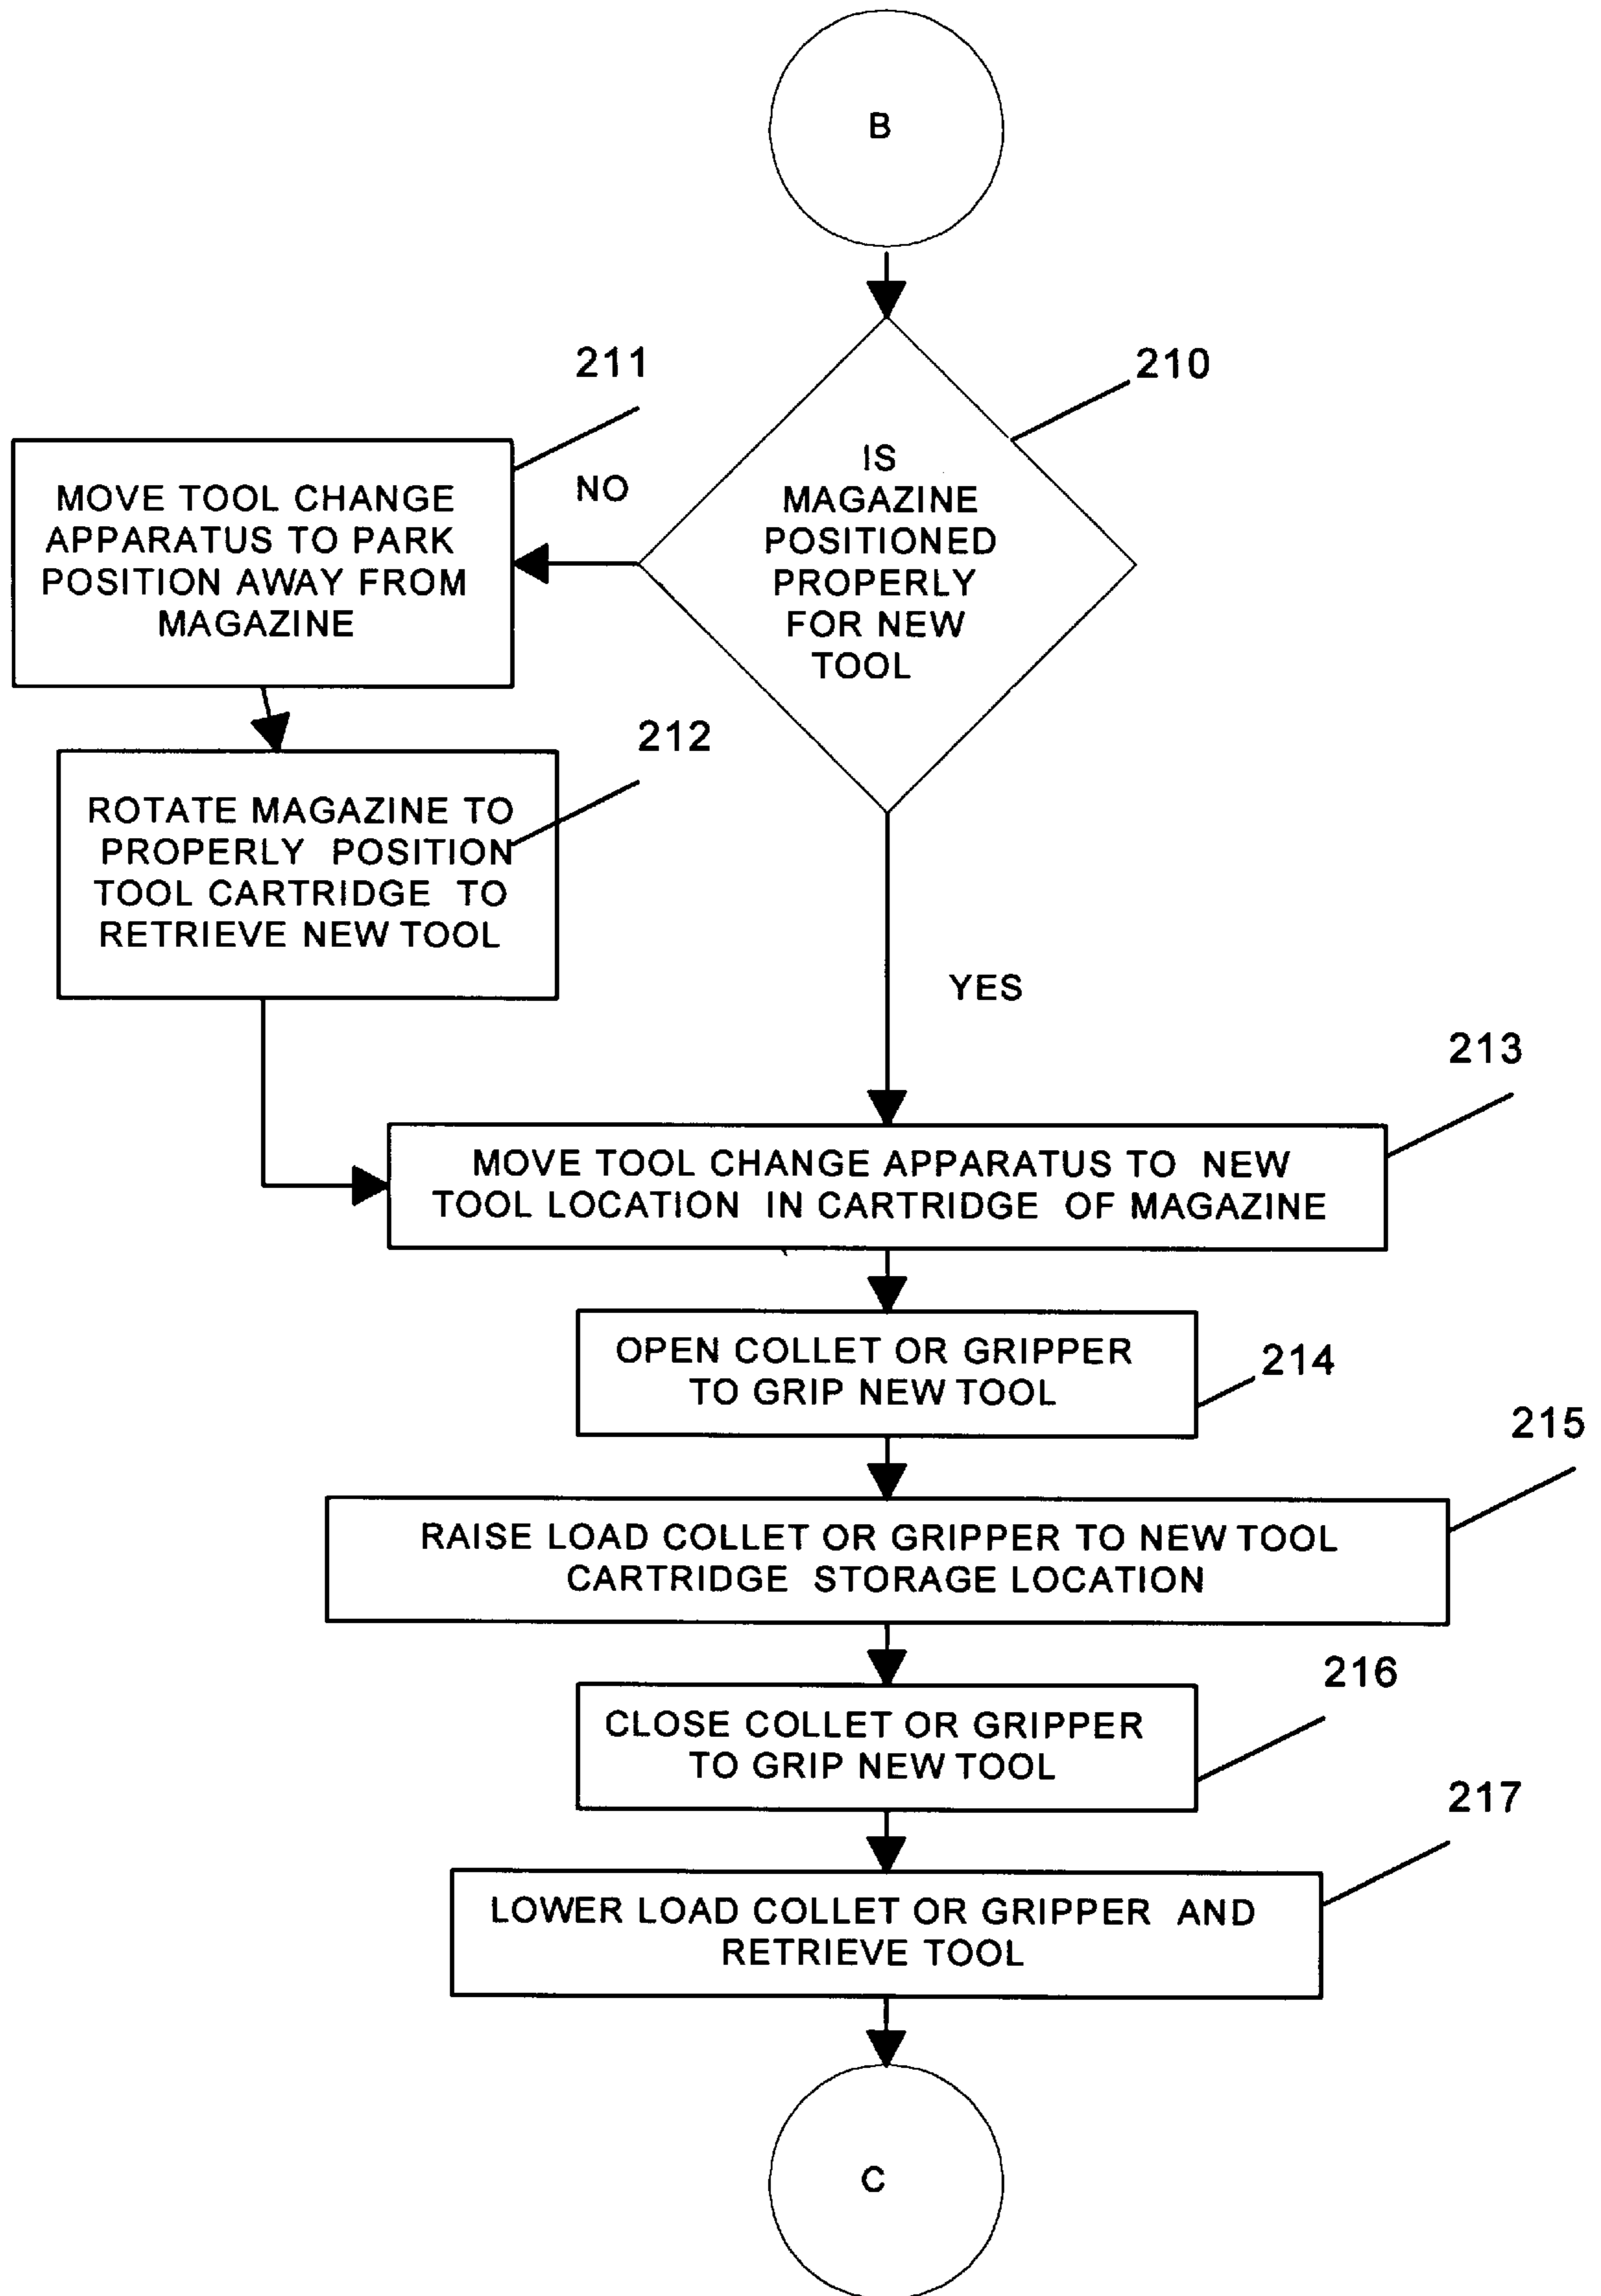 B
210
IS
MAGAZINE
POSITIONED
PROPERLY
FOR NEW
TOOL
NO
211
MOVE TOOL CHANGE
APPARATUS TO PARK
POSITION AWAY FROM
MAGAZINE
212
ROTATE MAGAZINE TO
PROPERLY POSITION
TOOL CARTRIDGE TO
RETRIEVE NEW TOOL
YES
213
MOVE TOOL CHANGE APPARATUS TO NEW
TOOL LOCATION IN CARTRIDGE OF MAGAZINE
214
OPEN COLLET OR GRIPPER
TO GRIP NEW TOOL
215
RAISE LOAD COLLET OR GRIPPER TO NEW TOOL
CARTRIDGE STORAGE LOCATION
216
CLOSE COLLET OR GRIPPER
TO GRIP NEW TOOL
217
LOWER LOAD COLLET OR GRIPPER AND
RETRIEVE TOOL
C